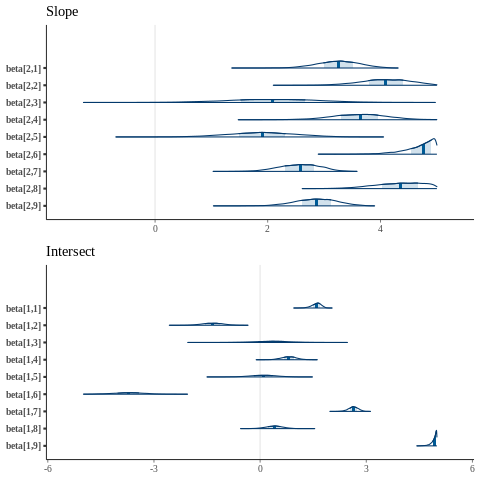 Slope
beta[2,1]
beta[2,2]
beta[2,3]
beta[2,4]
beta[2,5]
beta[2,6]
beta[2,7]
beta[2,8]
beta[2,9]
0 2 4
Intersect
beta[1,1]
beta[1,2]
beta[1,3]
beta[1,4]
beta[1,5]
beta[1,6]
beta[1,7]
beta[1,8]
beta[1,9]
-6 -3 0 3 6